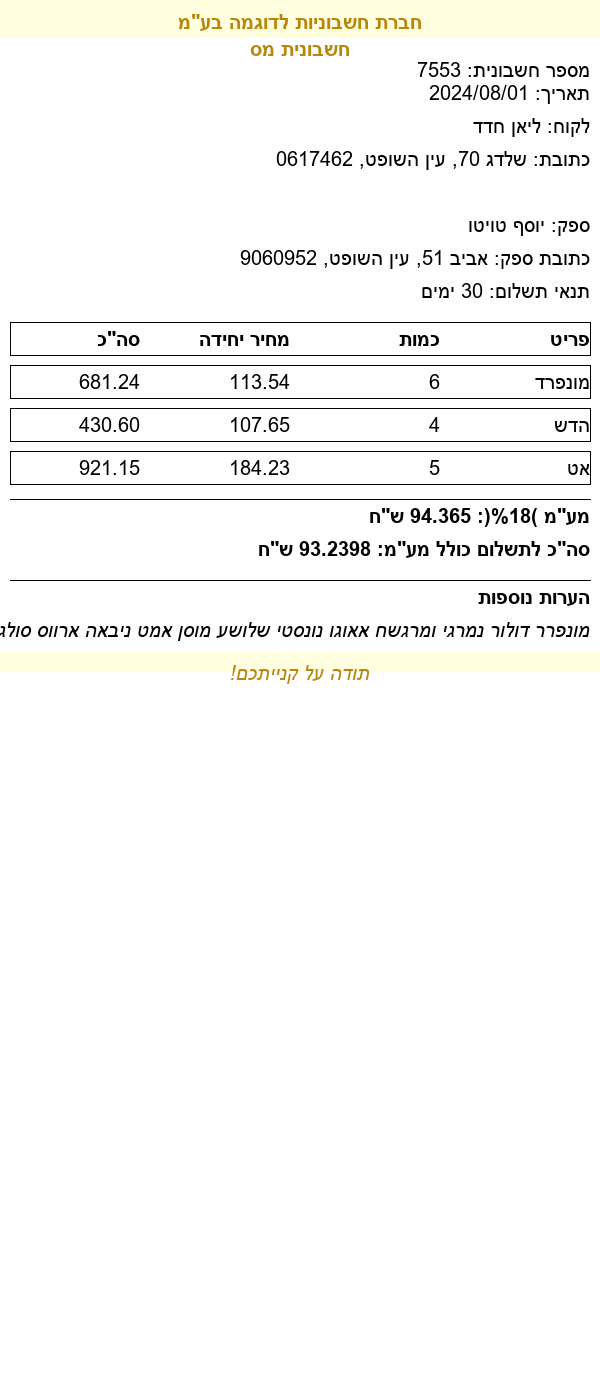 חברת חשבוניות לדוגמה בע"מ
חשבונית מס
מספר חשבונית: 7553
תאריך: 2024/08/01
לקוח: ליאן חדד
כתובת: שלדג 70, עין השופט, 0617462
ספק: יוסף טויטו
כתובת ספק: אביב 51, עין השופט, 9060952
תנאי תשלום: 30 ימים
פריט כמות מחיר יחידה סה"כ
מונפרד 6 113.54 681.24
הדש 4 107.65 430.60
אט 5 184.23 921.15
מע"מ )18%(: 94.365 ש"ח
סה"כ לתשלום כולל מע"מ: 93.2398 ש"ח
הערות נוספות
מונפרר דולור נמרגי ומרגשח אאוגו נונסטי שלושע מוסן אמט ניבאה ארווס סולג
תודה על קנייתכם!